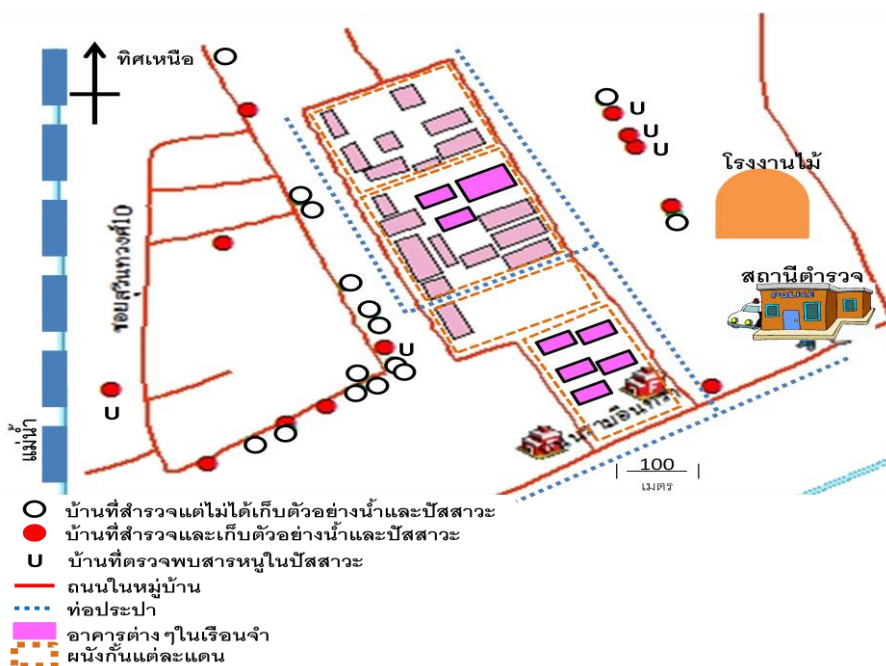 ทิศเหนือ
U
U
U
โรงงานไม้
ซอยสุวินทวงศ์10
สถานีตำรวจ
POLICE
U
U
แม่น้ำ
100
เมตร
บ้านที่สำรวจแต่ไม่ได้เก็บตัวอย่างน้ำและปัสสาวะ
บ้านที่สำรวจและเก็บตัวอย่างน้ำและปัสสาวะ
U บ้านที่ตรวจพบสารหนูในปัสสาวะ
ถนนในหมู่บ้าน
ท่อประปา
อาคารต่างๆในเรือนจำ
ผนังกั้นแต่ละแดน